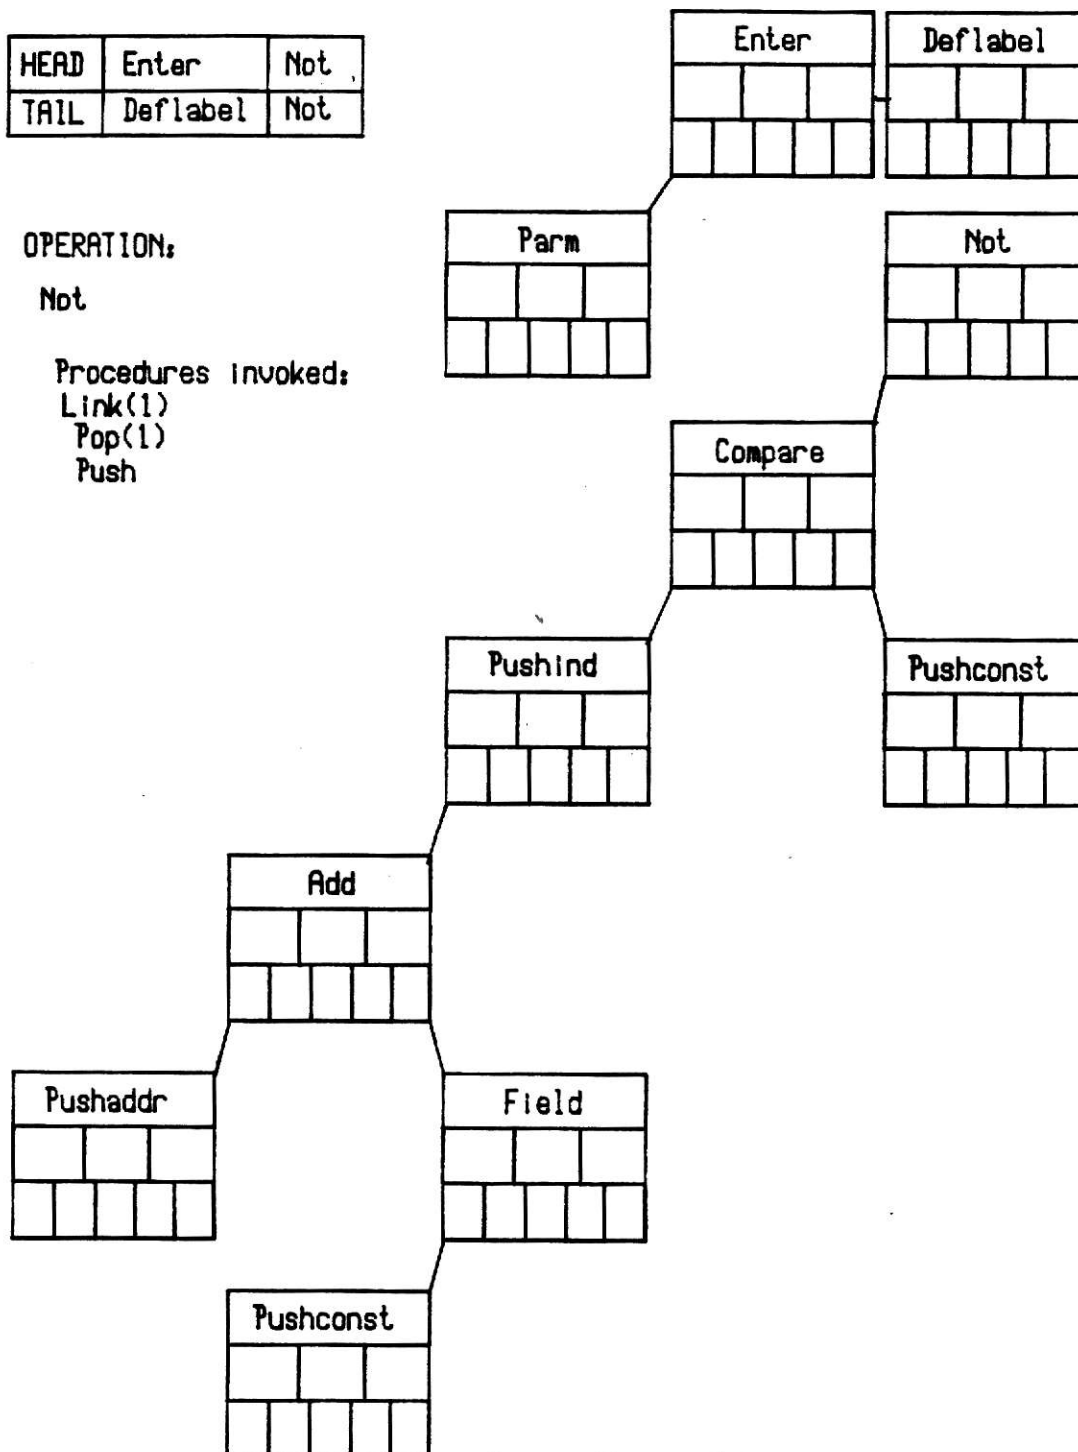 HEAD Enter Not
TAIL Deflabel Not
Enter Deflabel
OPERATION:
Not
Procedures invoked:
Link(1)
Pop(1)
Push
Parm Not
Compare
Pushind Pushconst
Add
Pushaddr Field
Pushconst